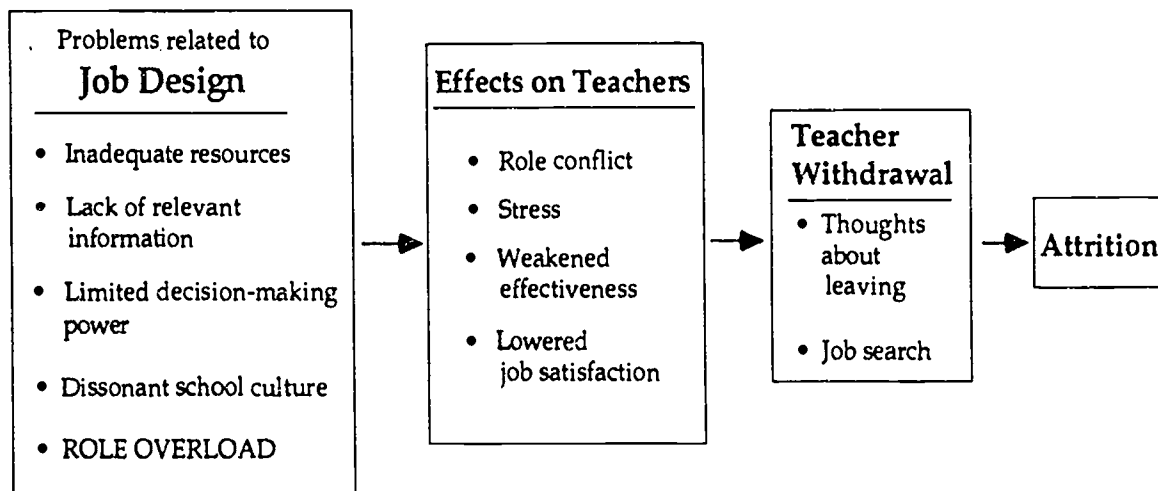 Problems related to
Job Design
• Inadequate resources
• Lack of relevant
information
• Limited decision-making
power
• Dissonant school culture
• ROLE OVERLOAD
Effects on Teachers
• Role conflict
• Stress
• Weakened
effectiveness
• Lowered
job satisfaction
Teacher
Withdrawal
• Thoughts
about
leaving
• Job search
Attrition